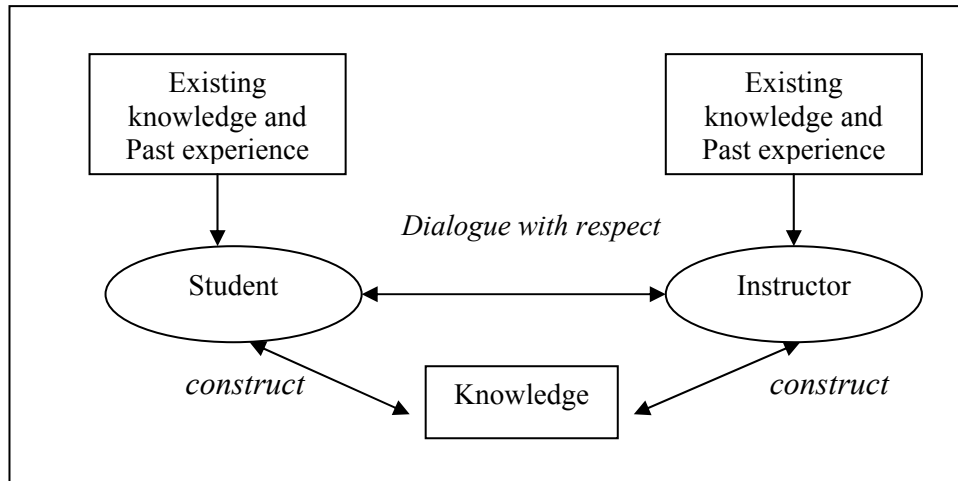 Existing
knowledge and
Past experience
Existing
knowledge and
Past experience
Dialogue with respect
Student
Instructor
construct
Knowledge
construct